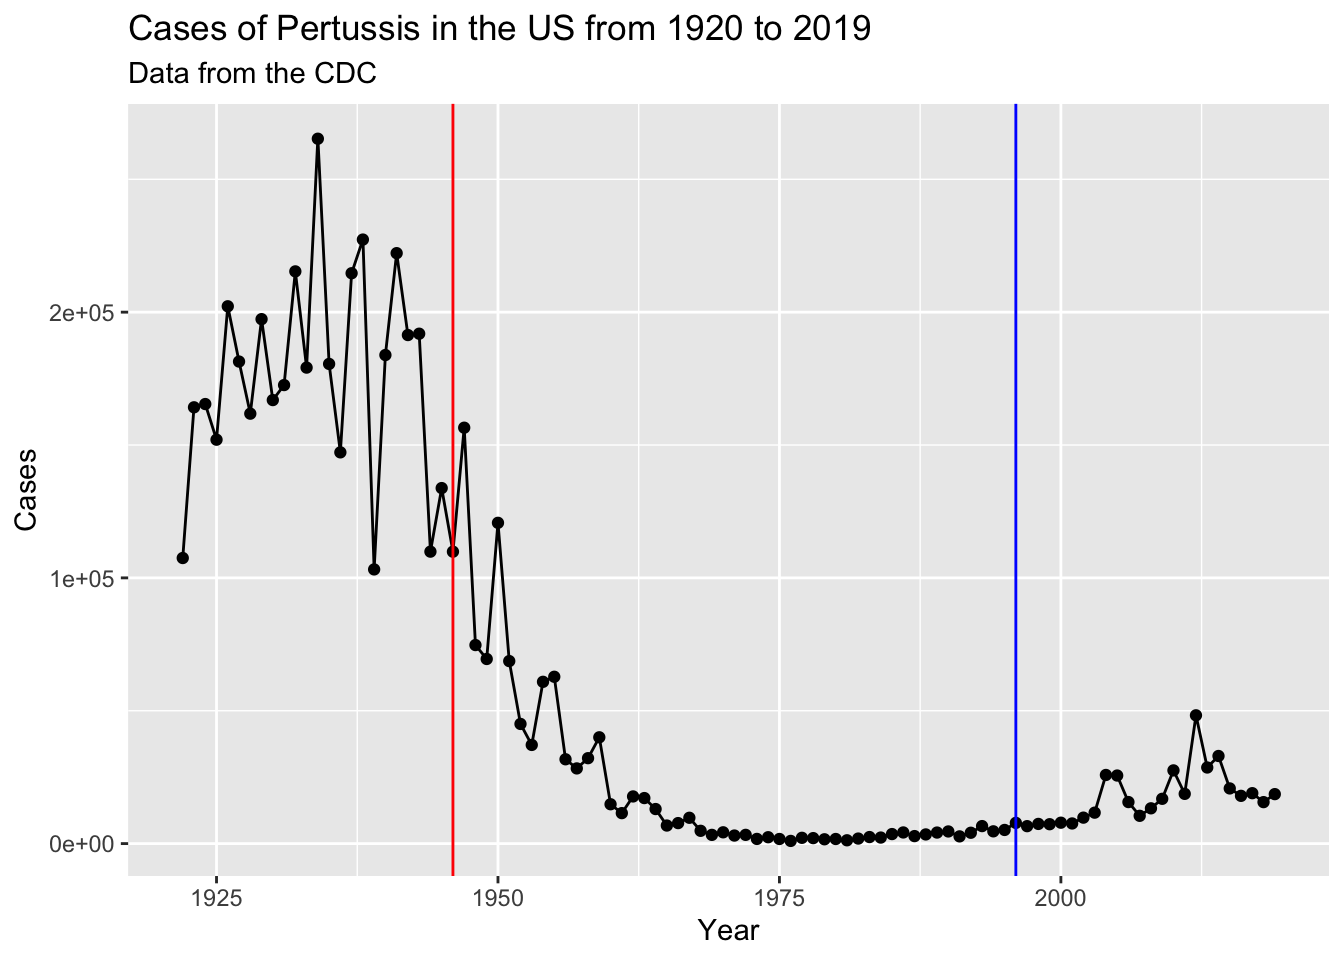 Cases of Pertussis in the US from 1920 to 2019
Data from the CDC
Cases
2e+05
1e+05
0e+00
1925 1950 1975 2000
Year